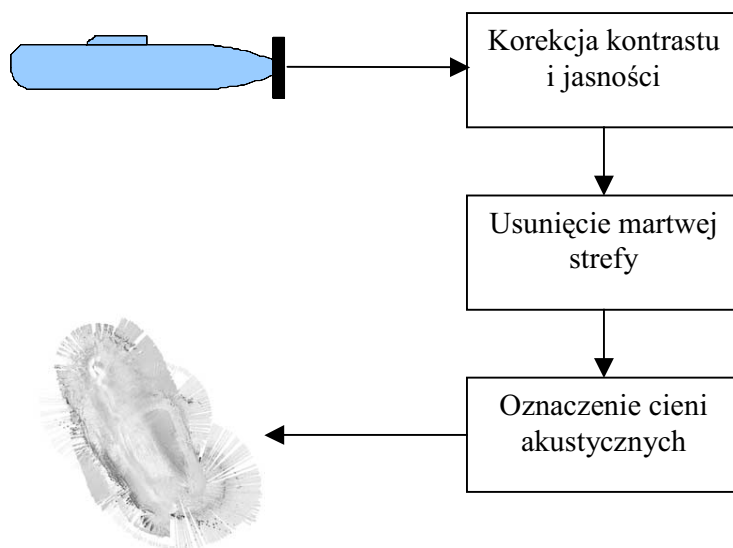 Korekcja kontrastu
i jasności
Usunięcie martwej
strefy
Oznaczenie cieni
akustycznych